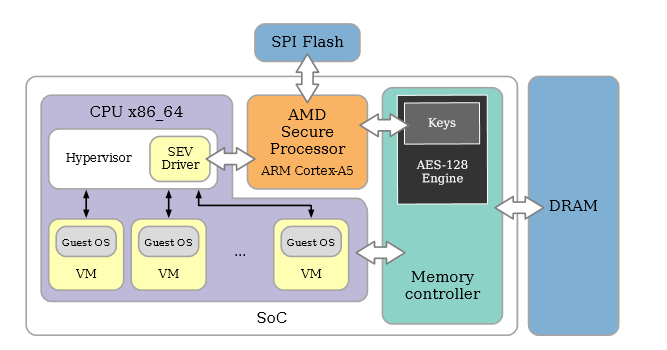 SPI Flash
CPU x86_64
Hypervisor
SEV
Driver
AMD
Secure
Processor
ARM Cortex-A5
Keys
AES-128
Engine
DRAM
Guest OS
VM
Guest OS
VM
...
Guest OS
VM
Memory
controller
SoC